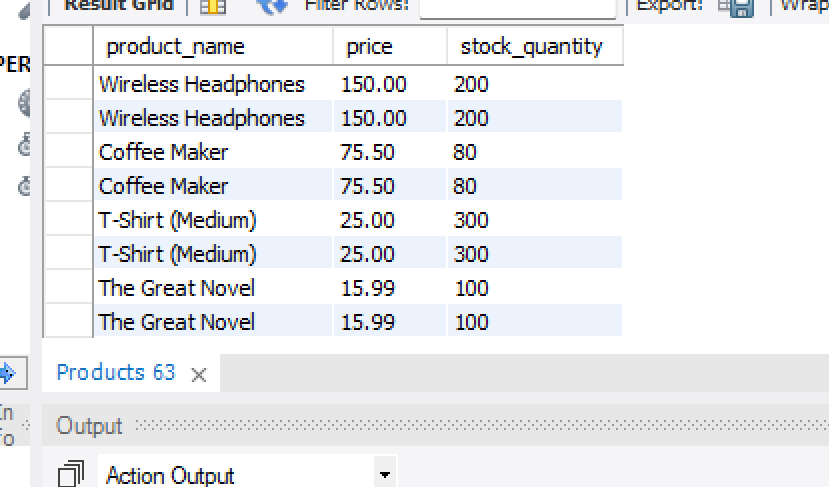 Result Grid Filter Rows: Export: Wrap
PER
product_name price stock_quantity
Wireless Headphones 150.00 200
Wireless Headphones 150.00 200
Coffee Maker 75.50 80
Coffee Maker 75.50 80
T-Shirt (Medium) 25.00 300
T-Shirt (Medium) 25.00 300
The Great Novel 15.99 100
The Great Novel 15.99 100
Products 63
Output
Action Output